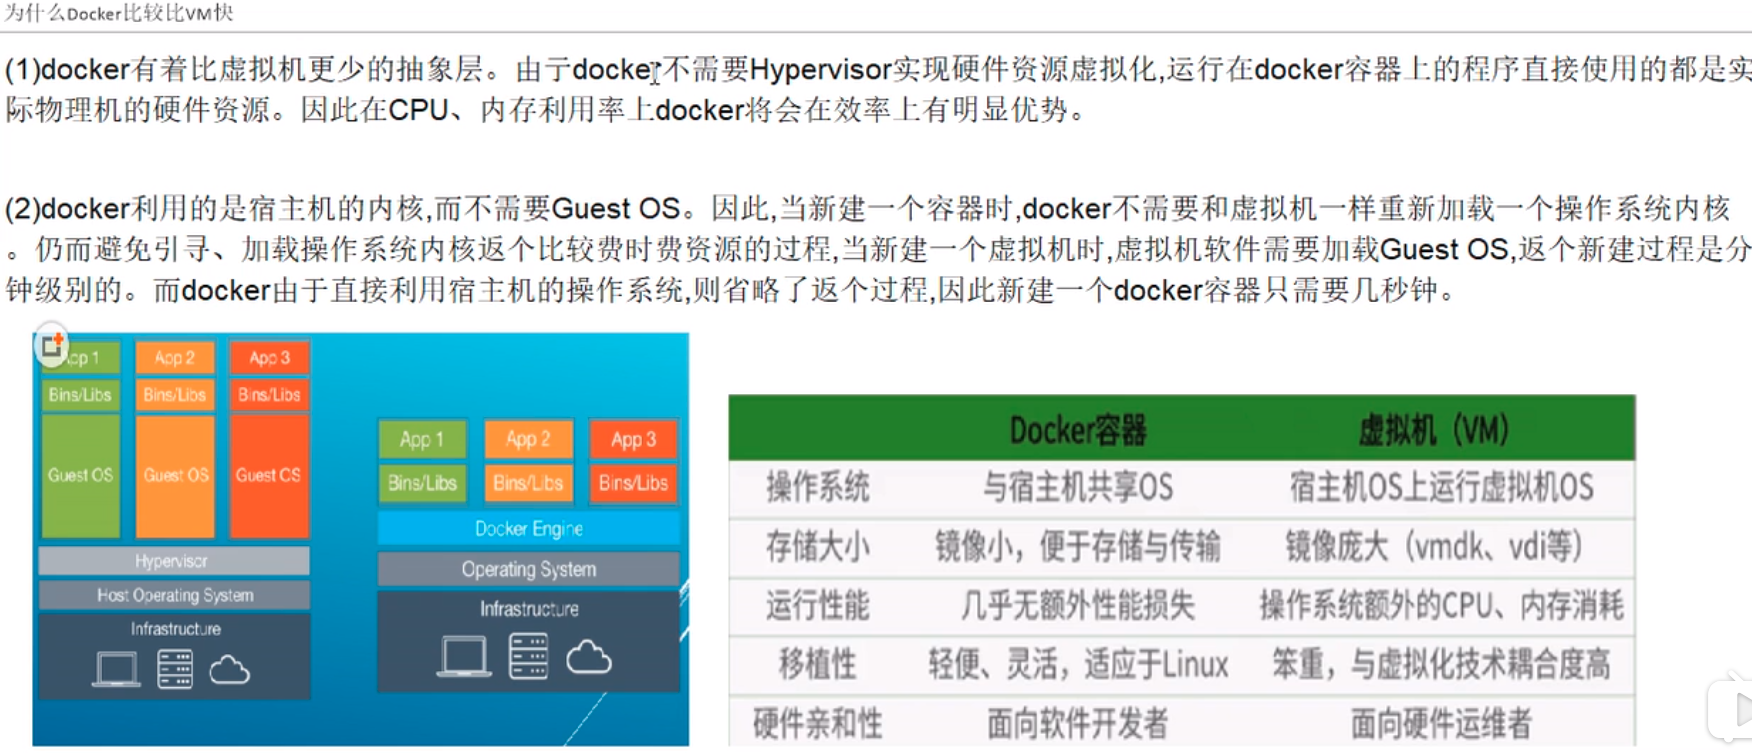 为什么Docker比较比VM快
(1)docker有着比虚拟机更少的抽象层。由亍docker不需要Hypervisor实现硬件资源虚拟化,运行在docker容器上的程序直接使用的都是实
际物理机的硬件资源。因此在CPU、内存利用率上docker将会在效率上有明显优势。
(2)docker利用的是宿主机的内核,而不需要Guest OS。因此,当新建一个容器时,docker不需要和虚拟机一样重新加载一个操作系统内核
。仍而避免引寻、加载操作系统内核返个比较费时费资源的过程,当新建一个虚拟机时,虚拟机软件需要加载Guest OS,返个新建过程是分
钟级别的。而docker由于直接利用宿主机的操作系统,则省略了返个过程,因此新建一个docker容器只需要几秒钟。
App 1 App 2 App 3
Bins/Libs Bins/Libs Bins/Libs
Guest OS Guest OS Guest OS
Hypervisor
Host Operating System
Infrastructure
App 1 App 2 App 3
Bins/Libs Bins/Libs Bins/Libs
Docker Engine
Operating System
Infrastructure
Docker容器 虚拟机（VM）
操作系统 与宿主机共享OS 宿主机OS上运行虚拟机OS
存储大小 镜像小，便于存储与传输 镜像庞大（vmdk、vdi等）
运行性能 几乎无额外性能损失 操作系统额外的CPU、内存消耗
移植性 轻便、灵活，适应于Linux 笨重，与虚拟化技术耦合度高
硬件亲和性 面向软件开发者 面向硬件运维者